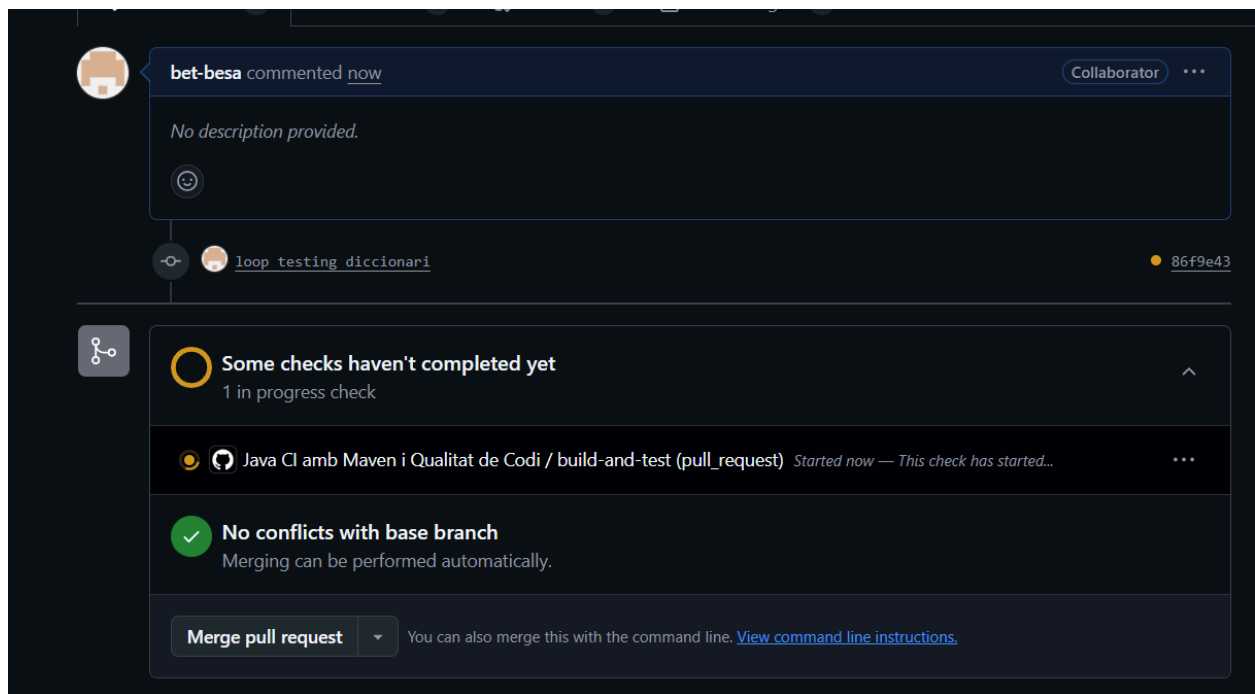 bet-besa commented now
Collaborator
No description provided.
loop testing diccionari
86f9e43
Some checks haven't completed yet
1 in progress check
Java CI amb Maven i Qualitat de Codi / build-and-test (pull_request) Started now — This check has started...
No conflicts with base branch
Merging can be performed automatically.
Merge pull request
You can also merge this with the command line. View command line instructions.